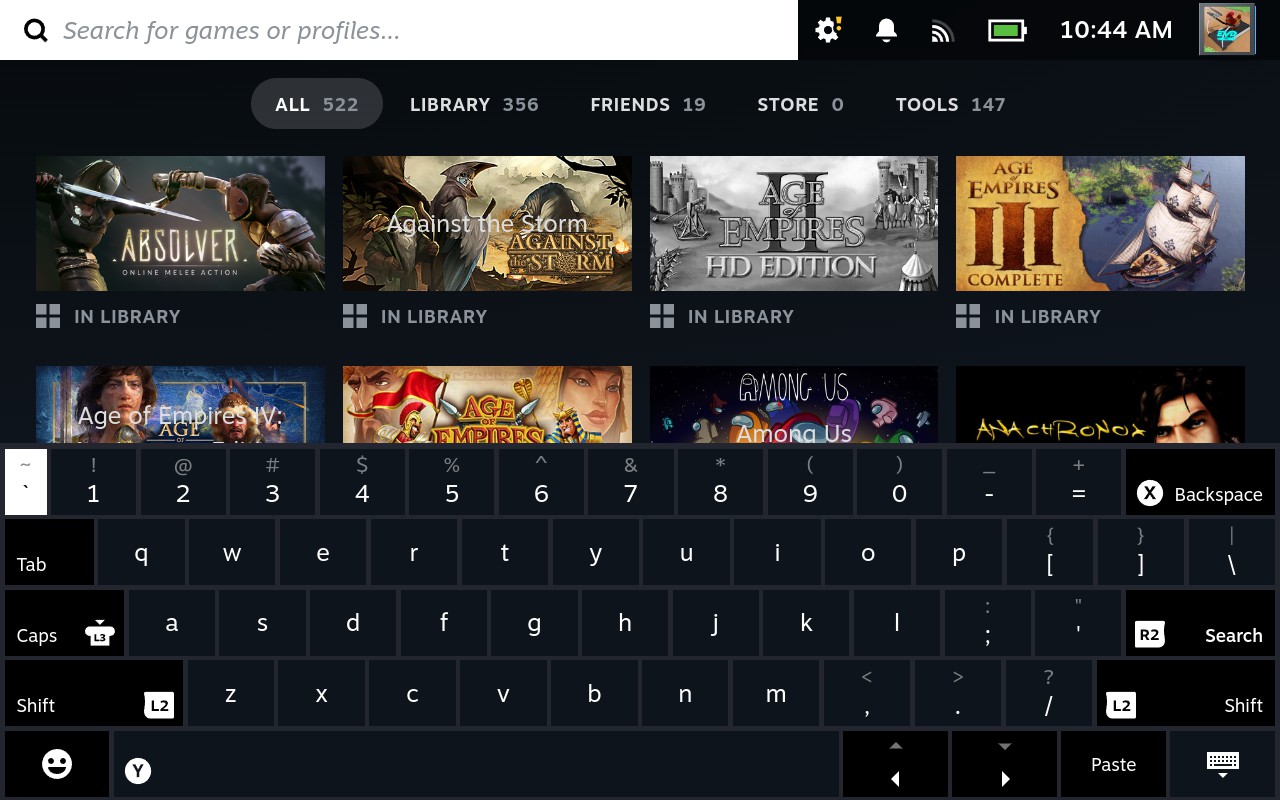 Search for games or profiles...
10:44 AM
ALL 522
LIBRARY 356
FRIENDS 19
STORE 0
TOOLS 147
ABSOLVER
ONLINE MELEE ACTION
Against the Storm
AGAINST
the STORM
AGE
of
EMPIRES
II
HD EDITION
AGE
of
EMPIRES
III
COMPLETE
IN LIBRARY
IN LIBRARY
IN LIBRARY
IN LIBRARY
Age of Empires IV:
AGE
OF
AGE
OF
EMPIRES
AMONG US
Among Us
ANACHRONOX
~ ! @ # $ % ^ & * ( ) _ +
` 1 2 3 4 5 6 7 8 9 0 - = X Backspace
Tab q w e r t y u i o p { [ } ] | \
Caps L3 a s d f g h j k l : ; " ' R2 Search
Shift L2 z x c v b n m < , > . ? / L2 Shift
Y Paste